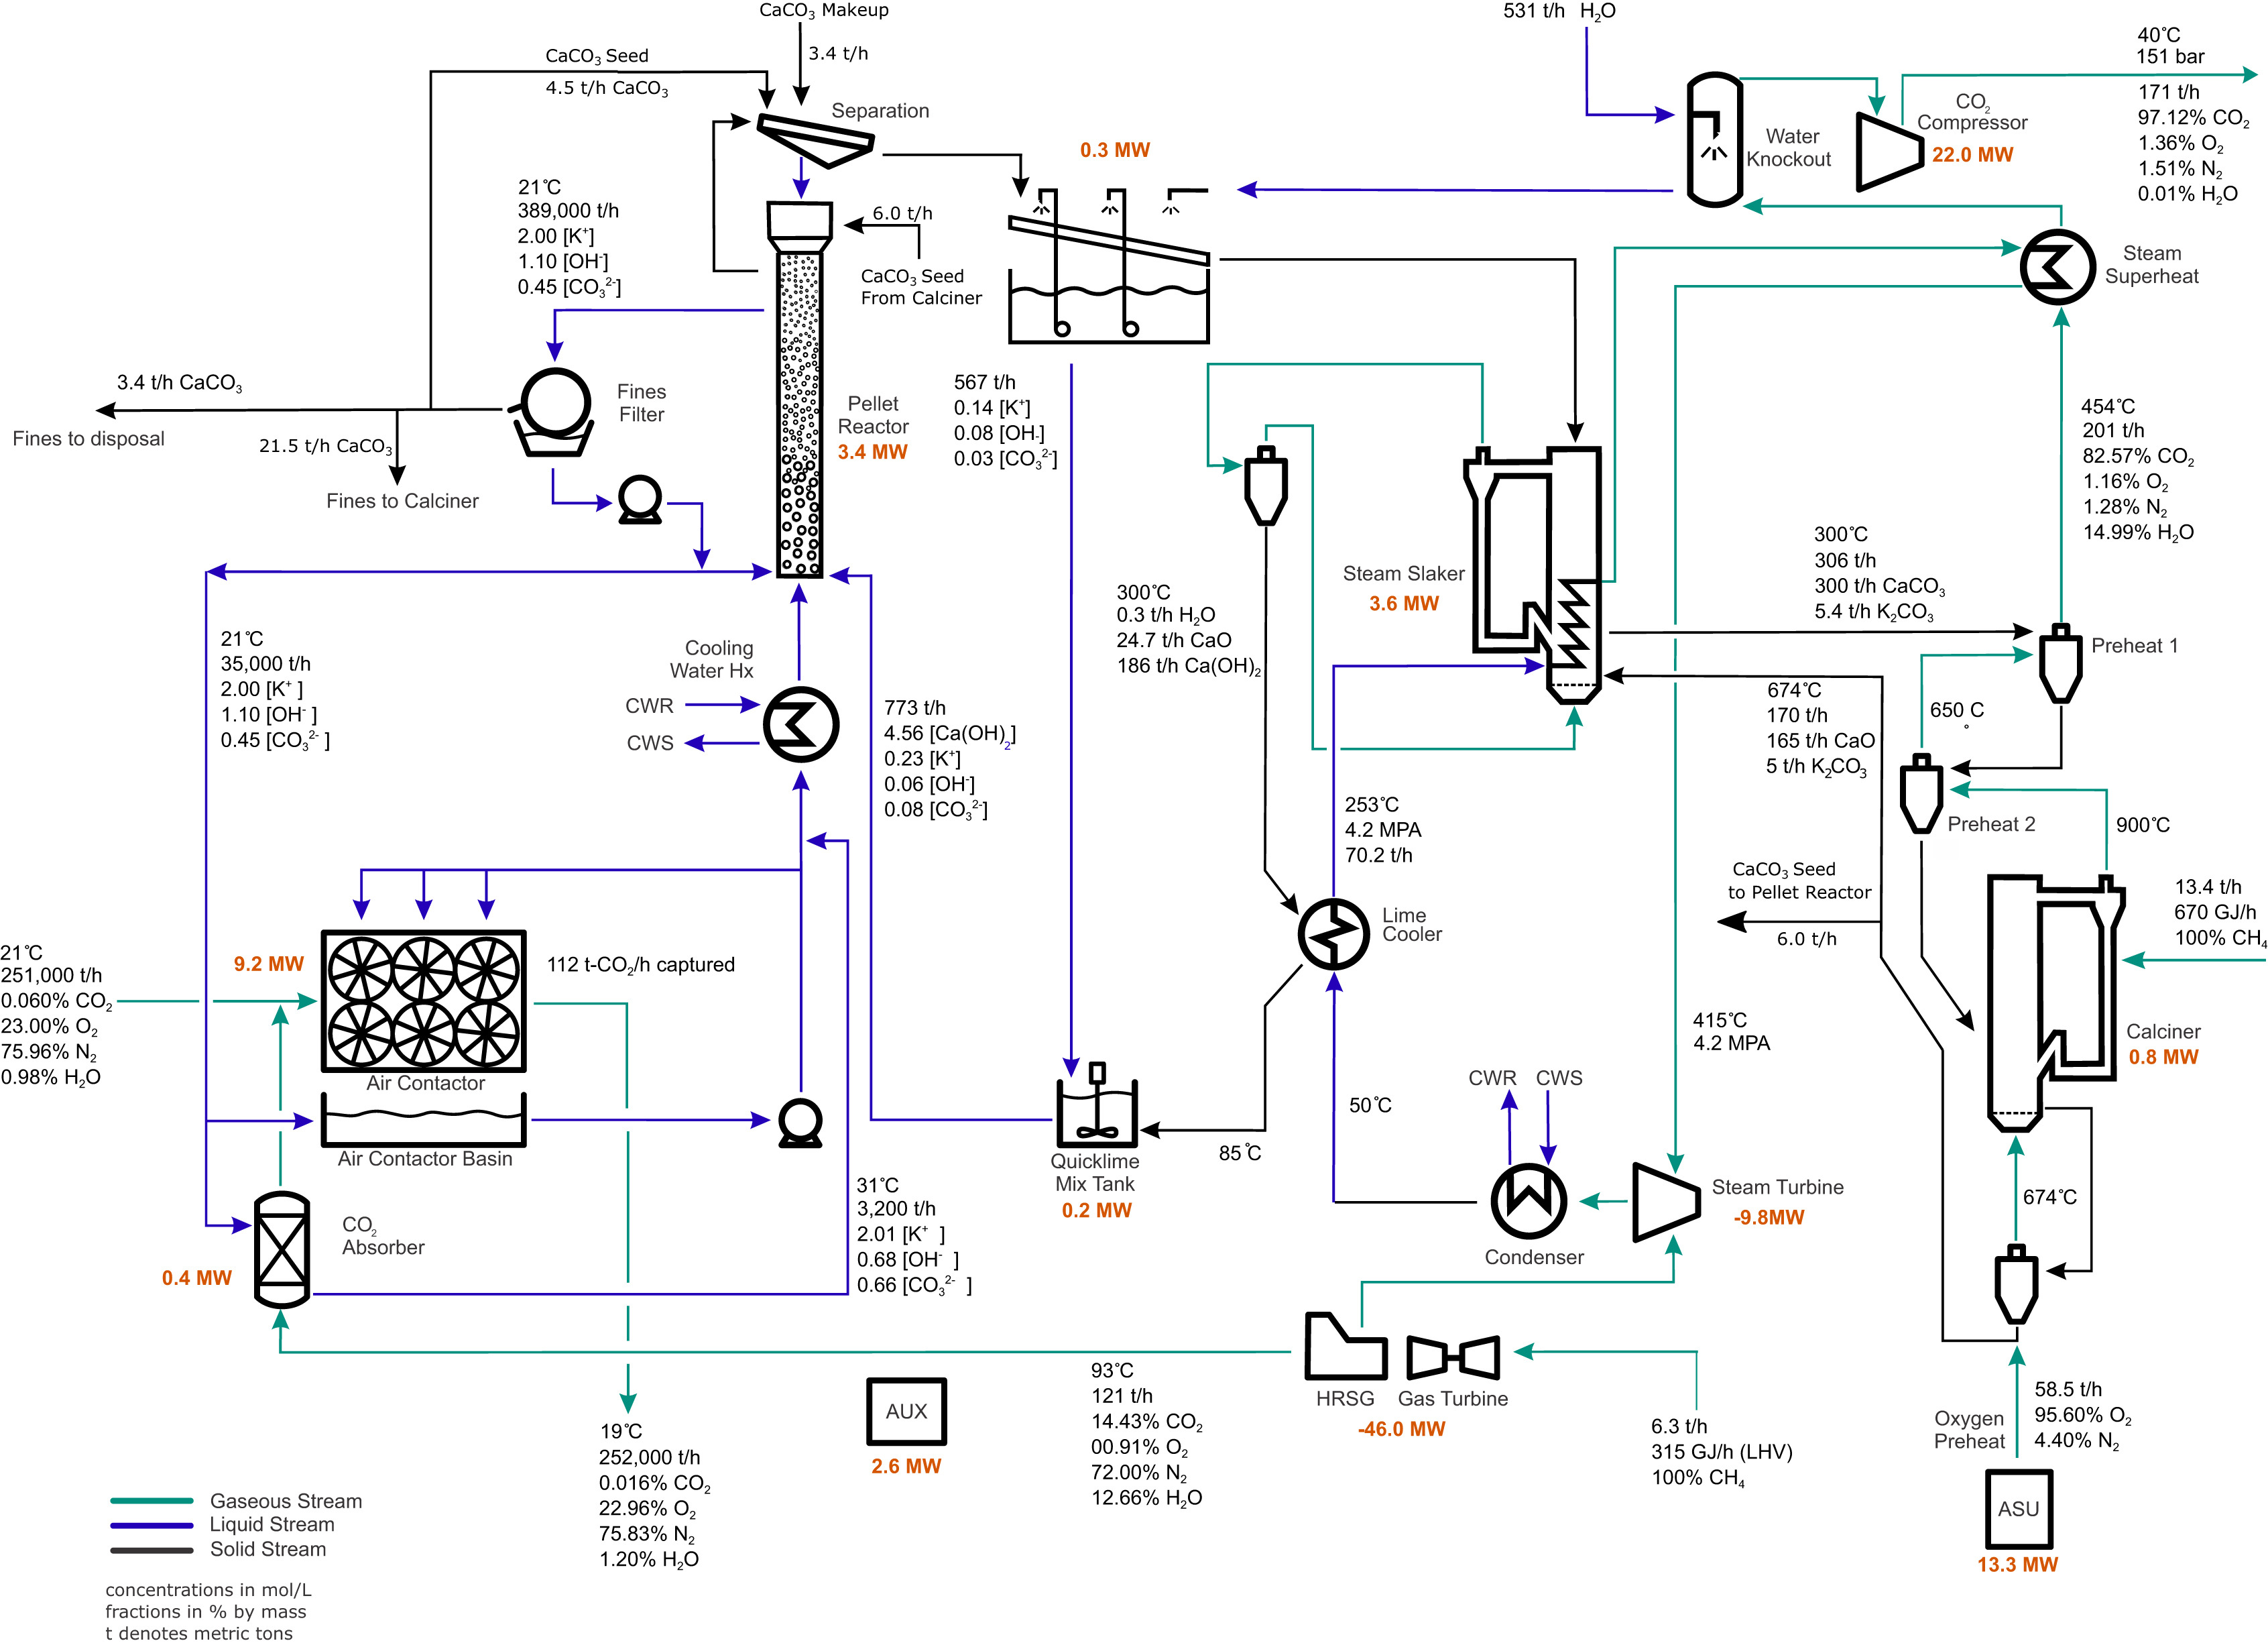 CaCO₃ Makeup
3.4 t/h
CaCO₃ Seed
4.5 t/h CaCO₃
Separation
531 t/h H₂O
40°C
151 bar
171 t/h
97.12% CO₂
1.36% O₂
1.51% N₂
0.01% H₂O
CO₂
Compressor
22.0 MW
Water
Knockout
0.3 MW
21°C
389,000 t/h
2.00 [K⁺]
1.10 [OH⁻]
0.45 [CO₃²⁻]
6.0 t/h
CaCO₃ Seed
From Calciner
Steam
Superheat
3.4 t/h CaCO₃
Fines to disposal
21.5 t/h CaCO₃
Fines to Calciner
Fines
Filter
Pellet
Reactor
3.4 MW
567 t/h
0.14 [K⁺]
0.08 [OH-]
0.03 [CO₃²⁻]
454°C
201 t/h
82.57% CO₂
1.16% O₂
1.28% N₂
14.99% H₂O
300°C
306 t/h
300 t/h CaCO₃
5.4 t/h K₂CO₃
Steam Slaker
3.6 MW
300°C
0.3 t/h H₂O
24.7 t/h CaO
186 t/h Ca(OH)₂
Preheat 1
21°C
35,000 t/h
2.00 [K⁺ ]
1.10 [OH⁻ ]
0.45 [CO₃²⁻ ]
Cooling
Water Hx
CWR
CWS
773 t/h
4.56 [Ca(OH)₂]
0.23 [K⁺]
0.06 [OH⁻]
0.08 [CO₃²⁻]
674°C
170 t/h
165 t/h CaO
5 t/h K₂CO₃
650 C
°
Preheat 2
900°C
253°C
4.2 MPA
70.2 t/h
CaCO₃ Seed
to Pellet Reactor
6.0 t/h
13.4 t/h
670 GJ/h
100% CH₄
Lime
Cooler
21°C
251,000 t/h
0.060% CO₂
23.00% O₂
75.96% N₂
0.98% H₂O
9.2 MW
112 t-CO₂/h captured
Air Contactor
Air Contactor Basin
415°C
4.2 MPA
Calciner
0.8 MW
CWR CWS
50°C
85°C
Quicklime
Mix Tank
0.2 MW
Condenser
Steam Turbine
-9.8MW
674°C
CO₂
Absorber
0.4 MW
31°C
3,200 t/h
2.01 [K⁺ ]
0.68 [OH⁻ ]
0.66 [CO₃²⁻ ]
HRSG Gas Turbine
-46.0 MW
93°C
121 t/h
14.43% CO₂
00.91% O₂
72.00% N₂
12.66% H₂O
6.3 t/h
315 GJ/h (LHV)
100% CH₄
Oxygen
Preheat
58.5 t/h
95.60% O₂
4.40% N₂
AUX
2.6 MW
19°C
252,000 t/h
0.016% CO₂
22.96% O₂
75.83% N₂
1.20% H₂O
ASU
13.3 MW
Gaseous Stream
Liquid Stream
Solid Stream
concentrations in mol/L
fractions in % by mass
t denotes metric tons